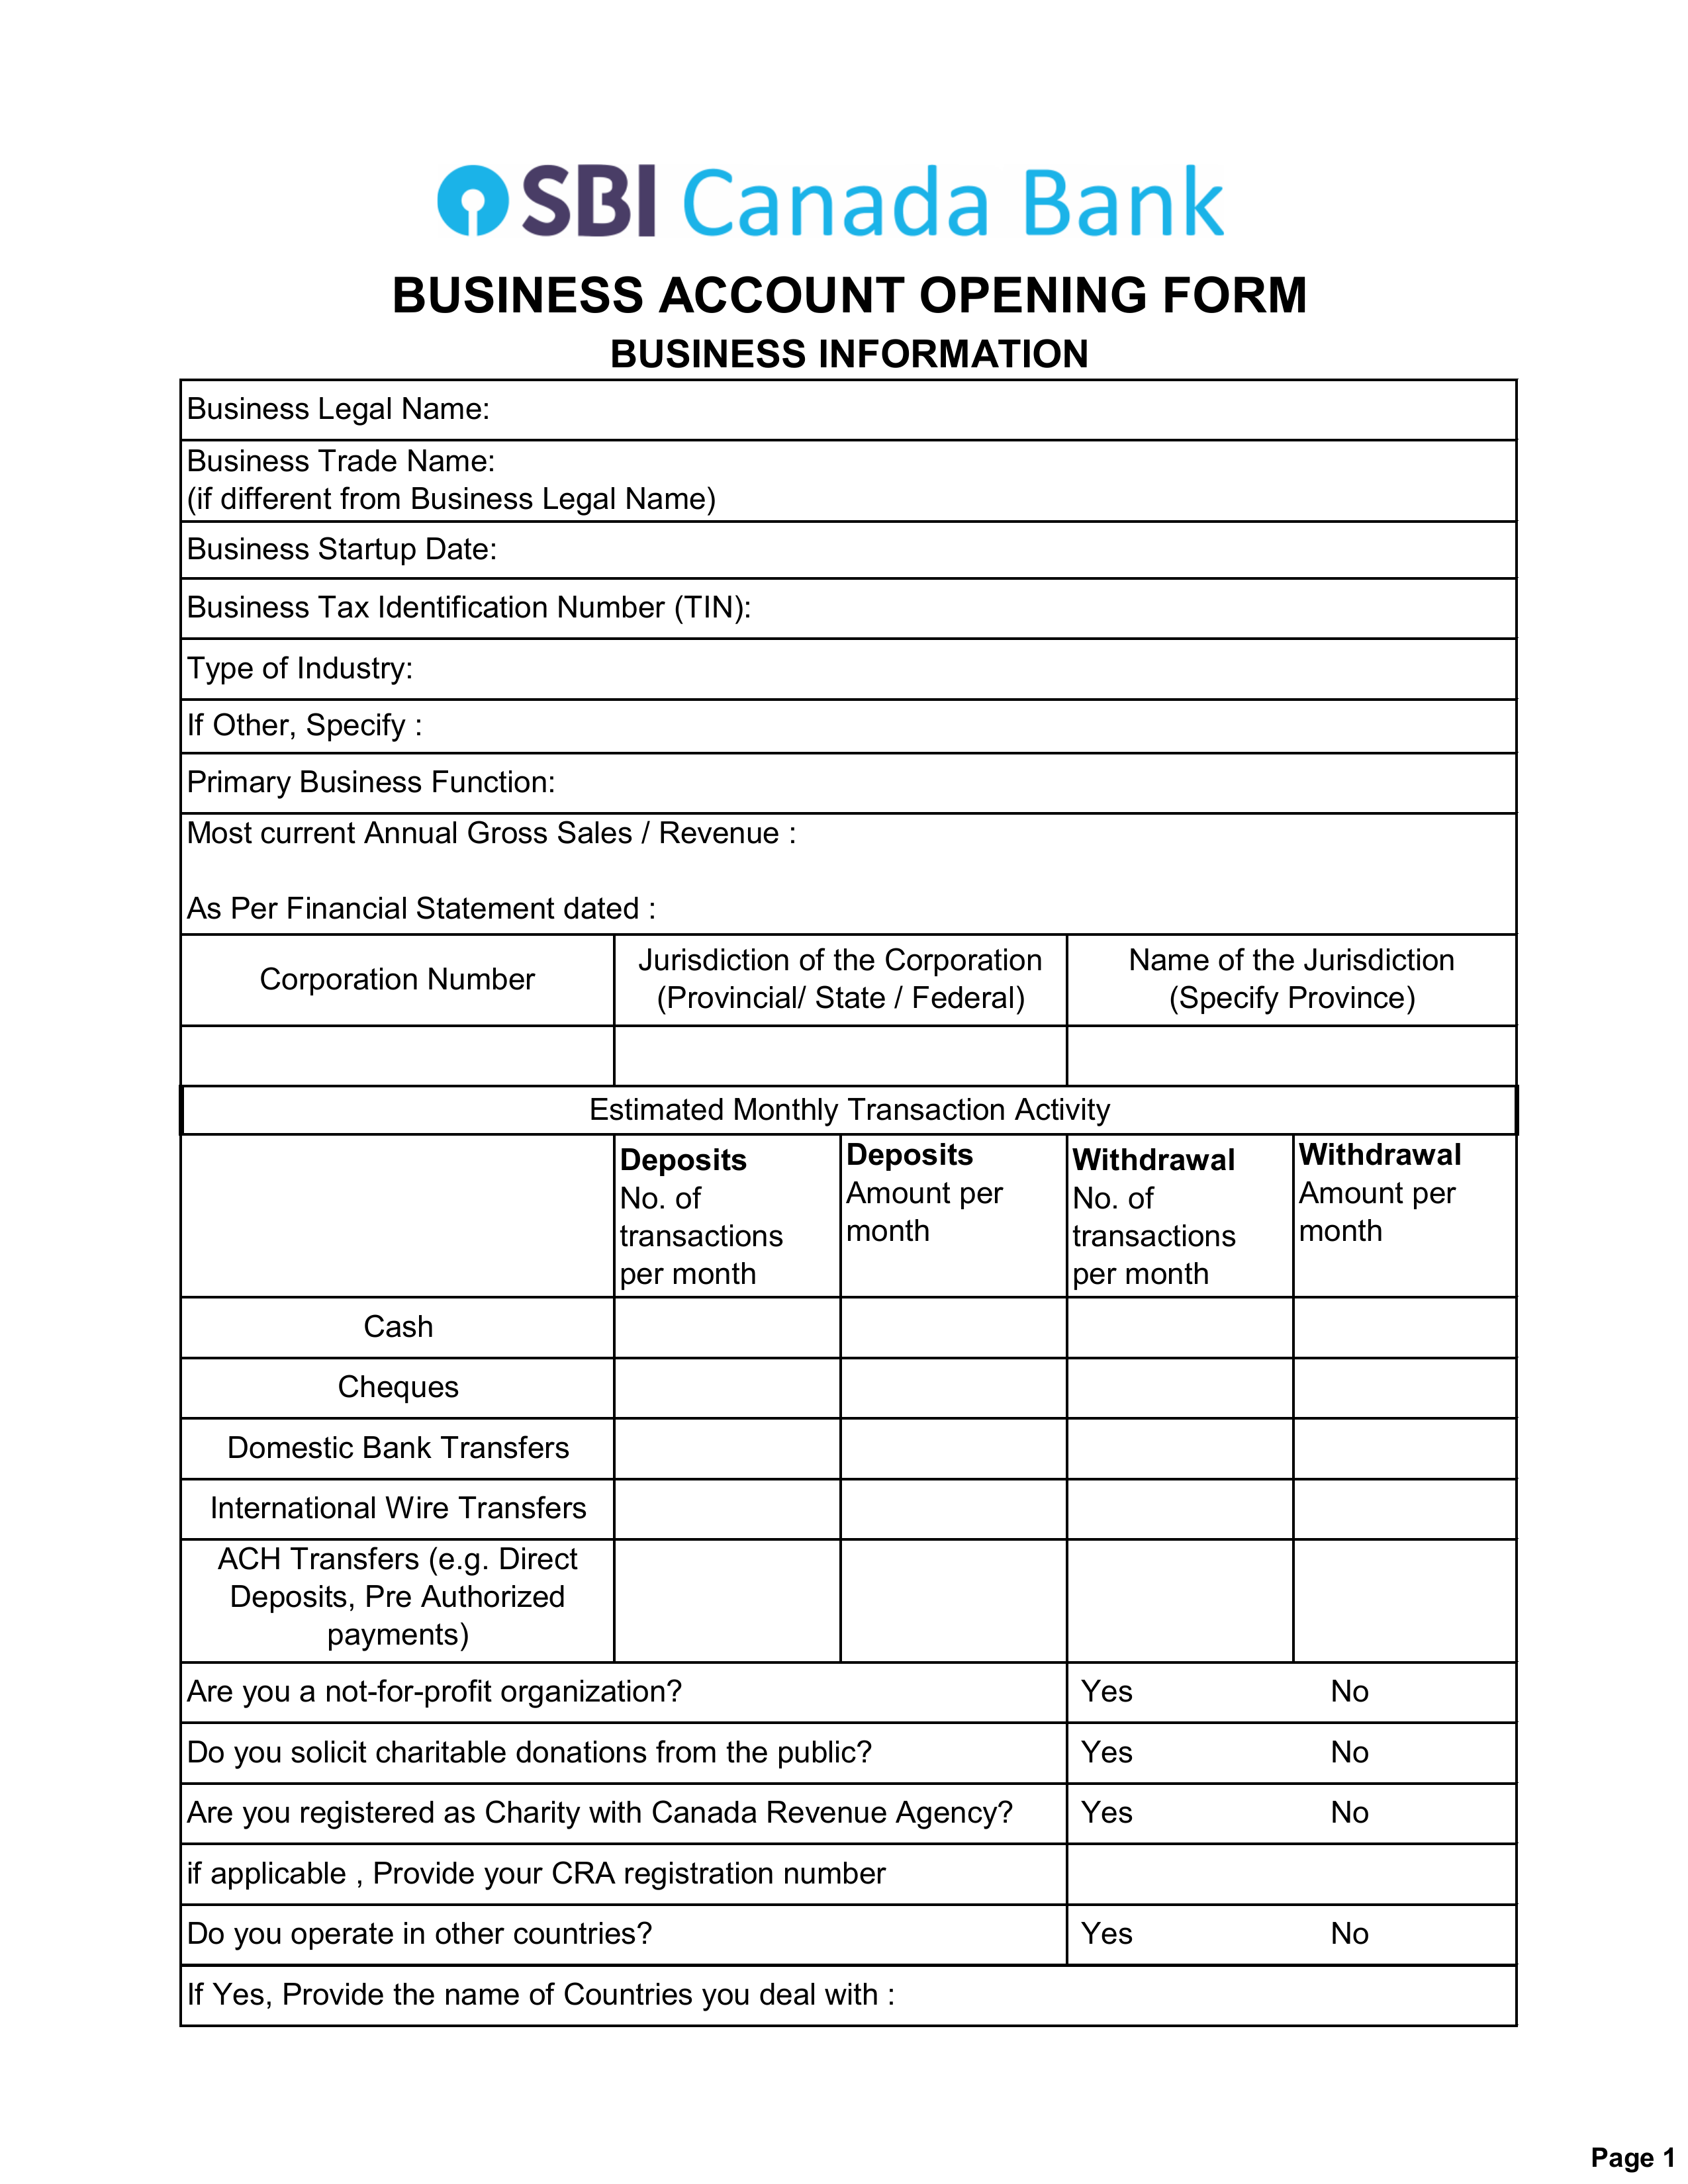 SBI Canada Bank
BUSINESS ACCOUNT OPENING FORM
BUSINESS INFORMATION
Business Legal Name:
Business Trade Name:
(if different from Business Legal Name)
Business Startup Date:
Business Tax Identification Number (TIN):
Type of Industry:
If Other, Specify :
Primary Business Function:
Most current Annual Gross Sales / Revenue :
As Per Financial Statement dated :
Corporation Number
Jurisdiction of the Corporation
(Provincial/ State / Federal)
Name of the Jurisdiction
(Specify Province)
Estimated Monthly Transaction Activity
Deposits
No. of
transactions
per month
Deposits
Amount per
month
Withdrawal
No. of
transactions
per month
Withdrawal
Amount per
month
Cash
Cheques
Domestic Bank Transfers
International Wire Transfers
ACH Transfers (e.g. Direct
Deposits, Pre Authorized
payments)
Are you a not-for-profit organization? Yes No
Do you solicit charitable donations from the public? Yes No
Are you registered as Charity with Canada Revenue Agency? Yes No
if applicable , Provide your CRA registration number
Do you operate in other countries? Yes No
If Yes, Provide the name of Countries you deal with :
Page 1